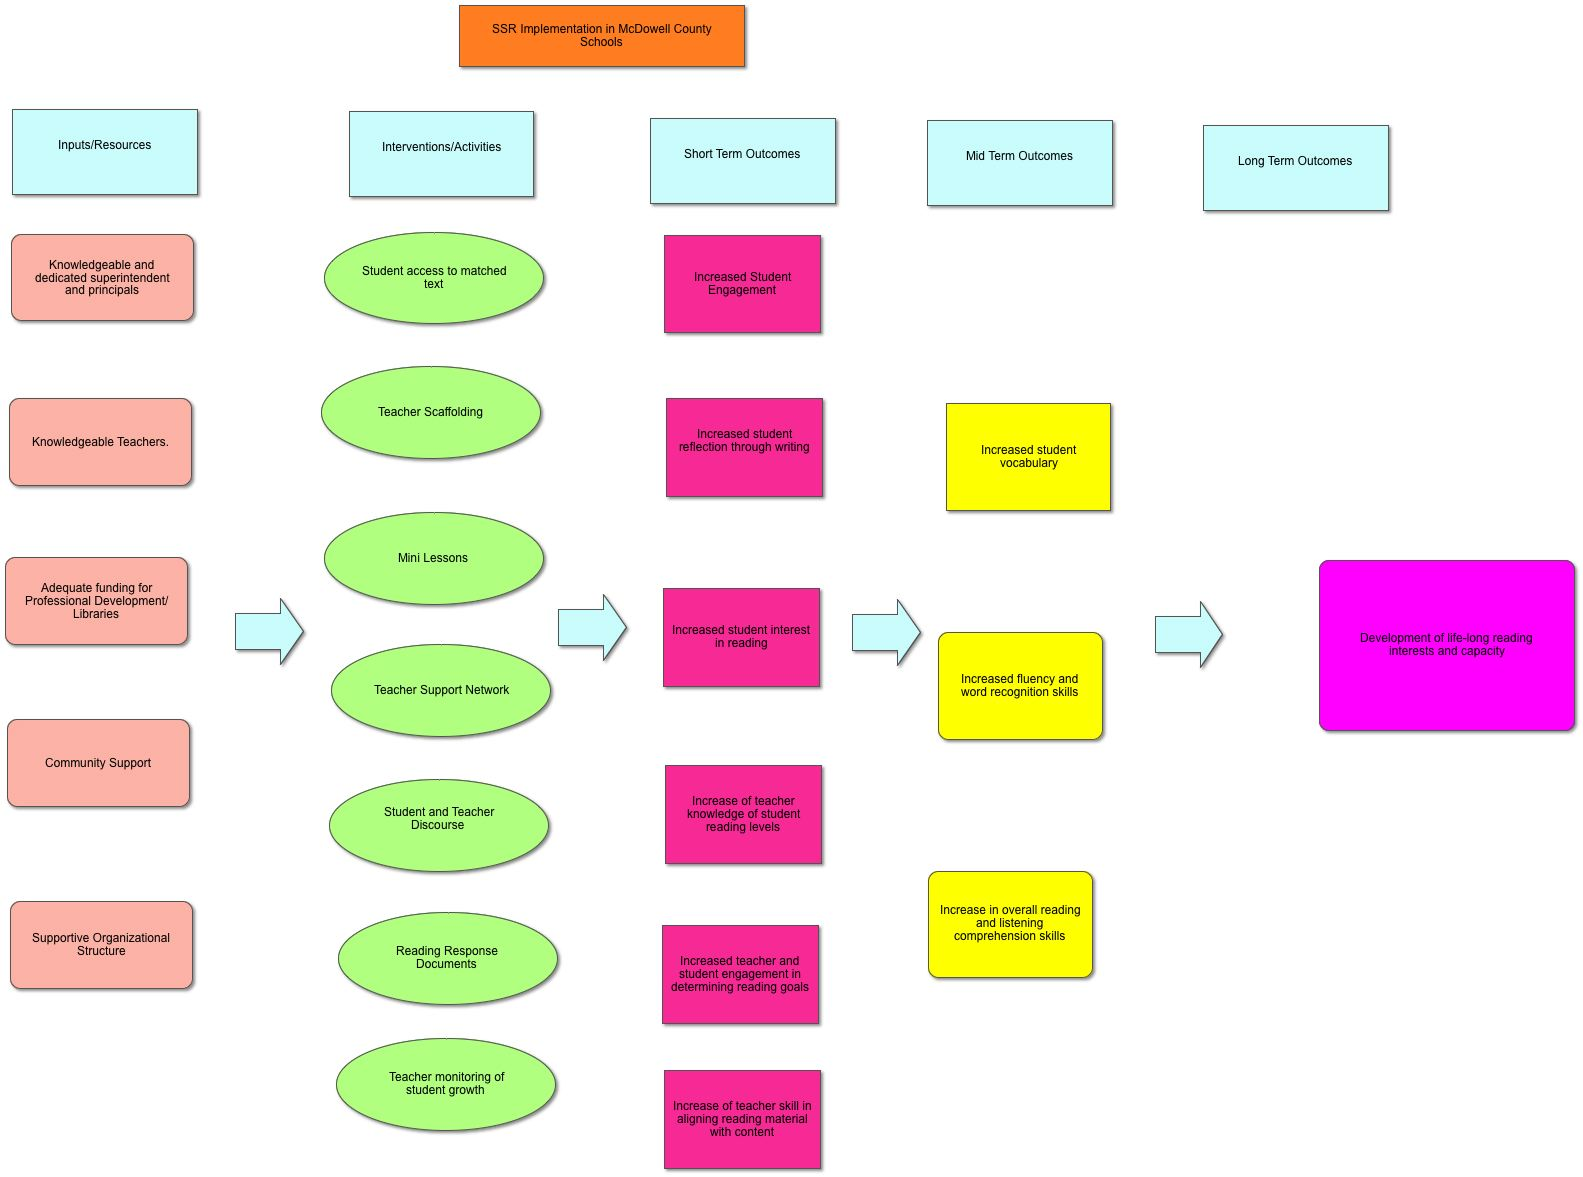 SSR Implementation in McDowell County
Schools
Inputs/Resources
Interventions/Activities
Short Term Outcomes
Mid Term Outcomes
Long Term Outcomes
Knowledgeable and
dedicated superintendent
and principals
Knowledgeable Teachers.
Adequate funding for
Professional Development/
Libraries
Community Support
Supportive Organizational
Structure
Student access to matched
text
Teacher Scaffolding
Mini Lessons
Teacher Support Network
Student and Teacher
Discourse
Reading Response
Documents
Teacher monitoring of
student growth
Increased Student
Engagement
Increased student
reflection through writing
Increased student interest
in reading
Increase of teacher
knowledge of student
reading levels
Increased teacher and
student engagement in
determining reading goals
Increase of teacher skill in
aligning reading material
with content
Increased student
vocabulary
Increased fluency and
word recognition skills
Increase in overall reading
and listening
comprehension skills
Development of life-long reading
interests and capacity